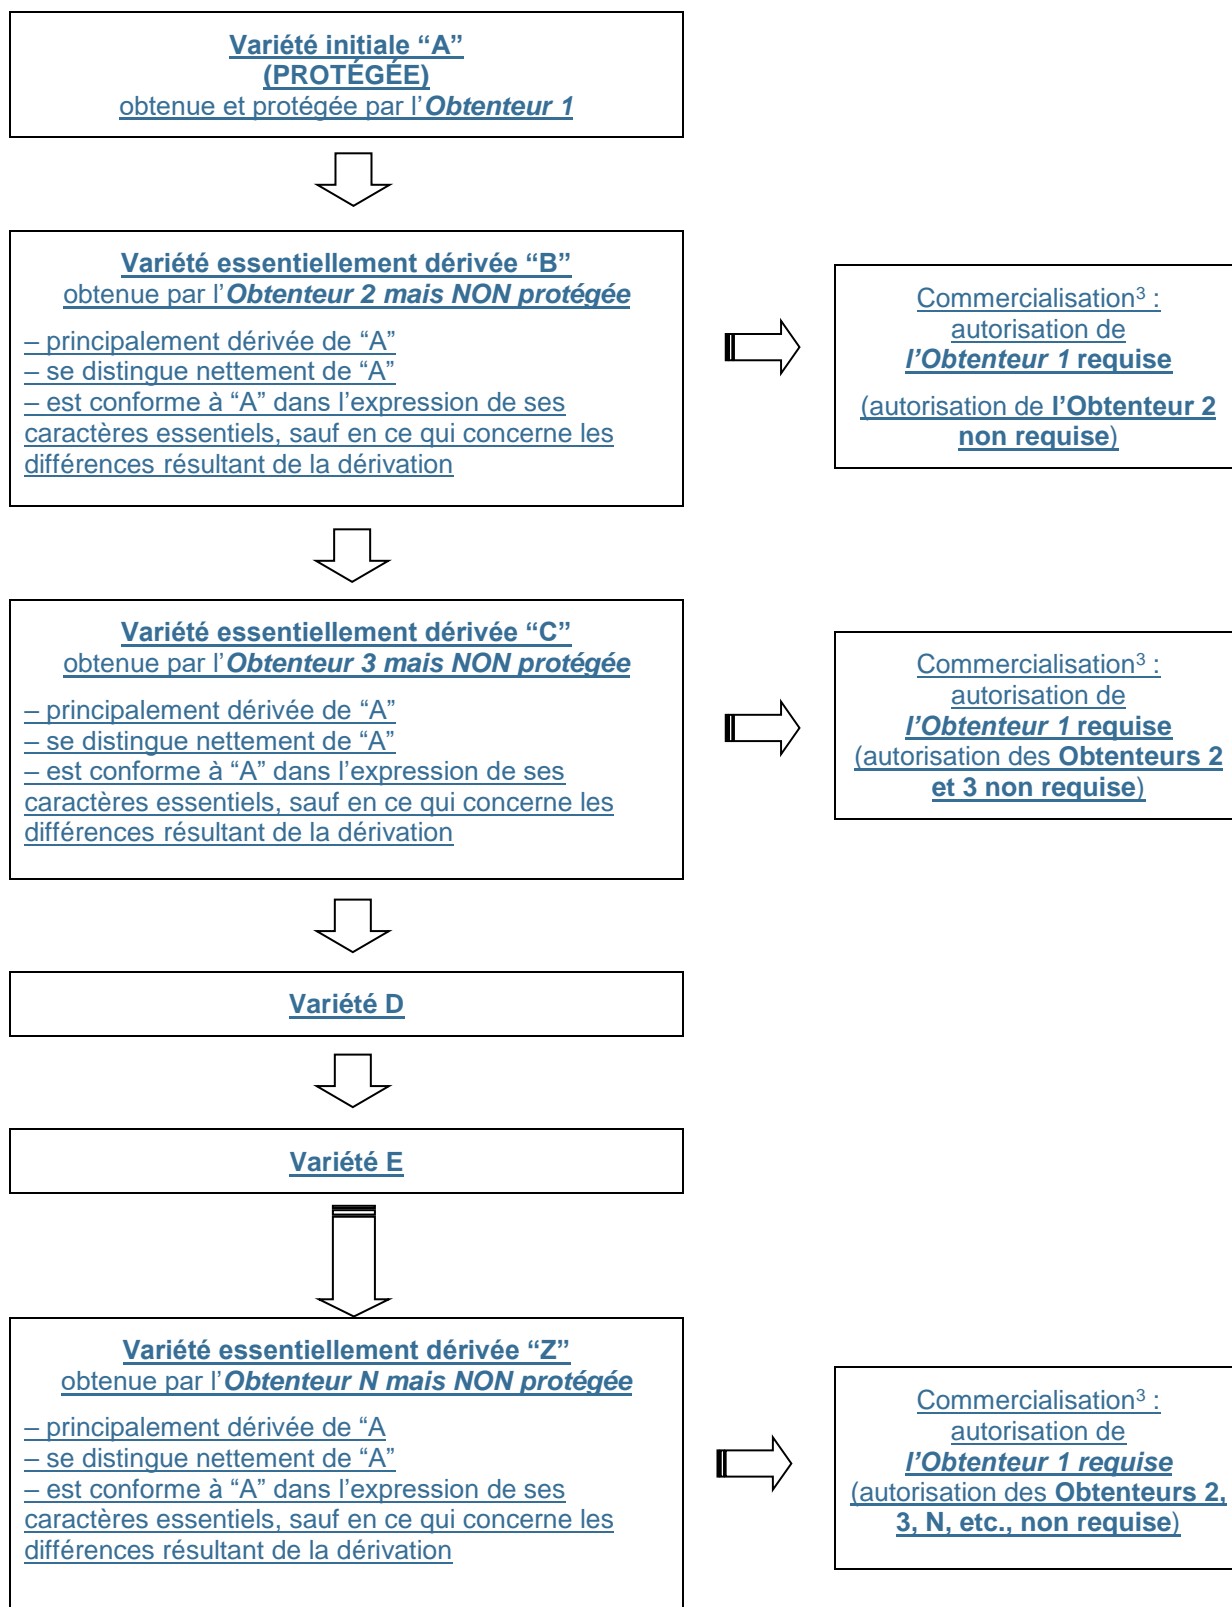 Variété initiale “A”
(PROTÉGÉE)
obtenue et protégée par l’Obtenteur 1
Variété essentiellement dérivée “B”
obtenue par l’Obtenteur 2 mais NON protégée
– principalement dérivée de “A”
– se distingue nettement de “A”
– est conforme à “A” dans l’expression de ses
caractères essentiels, sauf en ce qui concerne les
différences résultant de la dérivation
Commercialisation³ :
autorisation de
l’Obtenteur 1 requise
(autorisation de l’Obtenteur 2
non requise)
Variété essentiellement dérivée “C”
obtenue par l’Obtenteur 3 mais NON protégée
– principalement dérivée de “A”
– se distingue nettement de “A”
– est conforme à “A” dans l’expression de ses
caractères essentiels, sauf en ce qui concerne les
différences résultant de la dérivation
Commercialisation³ :
autorisation de
l’Obtenteur 1 requise
(autorisation des Obtenteurs 2
et 3 non requise)
Variété D
Variété E
Variété essentiellement dérivée “Z”
obtenue par l’Obtenteur N mais NON protégée
– principalement dérivée de “A
– se distingue nettement de “A”
– est conforme à “A” dans l’expression de ses
caractères essentiels, sauf en ce qui concerne les
différences résultant de la dérivation
Commercialisation³ :
autorisation de
l’Obtenteur 1 requise
(autorisation des Obtenteurs 2,
3, N, etc., non requise)